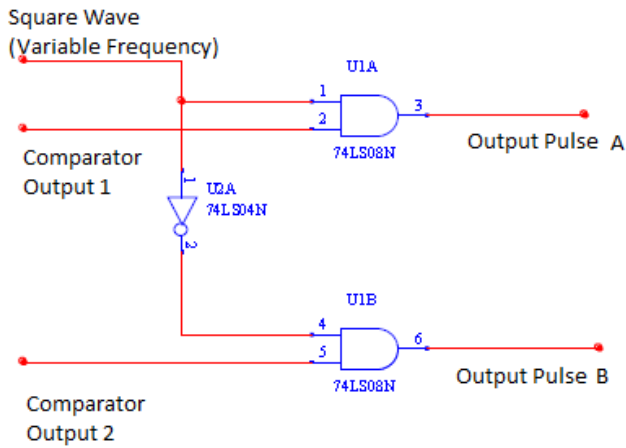 Square Wave
(Variable Frequency)
U1A
1
3
2
Output Pulse A
74LS08N
Comparator
Output 1
1
U2A
74LS04N
2
U1B
4
6
5
Output Pulse B
74LS08N
Comparator
Output 2